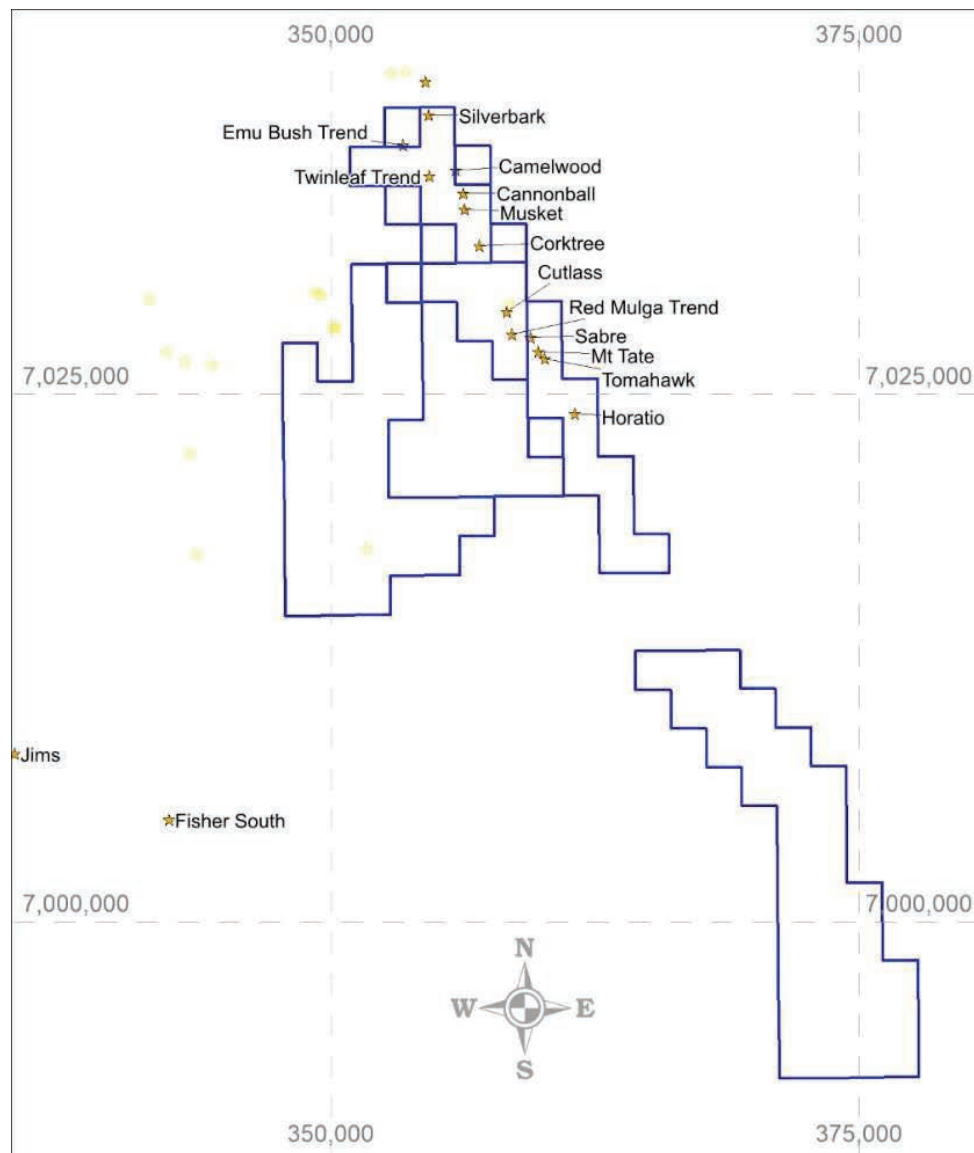 350,000
375,000
Silverbark
Emu Bush Trend
Camelwood
Twinleaf Trend
Cannonball
Musket
Corktree
Cutlass
Red Mulga Trend
Sabre
Mt Tate
7,025,000
7,025,000
Tomahawk
Horatio
Jims
Fisher South
7,000,000
7,000,000
N
W
E
S
350,000
375,000